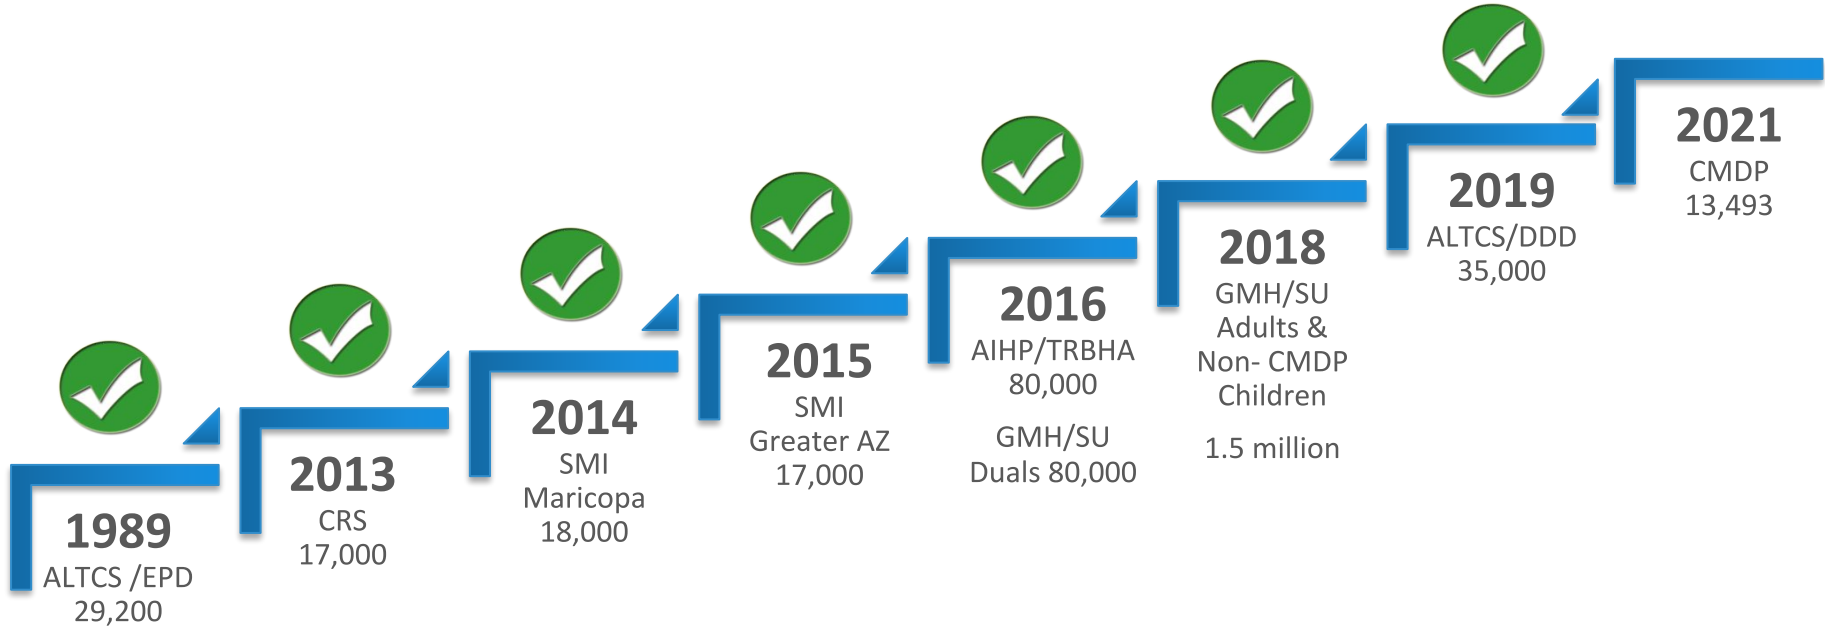 1989
ALTCS /EPD
29,200
2013
CRS
17,000
2014
SMI
Maricopa
18,000
2015
SMI
Greater AZ
17,000
2016
AIHP/TRBHA
80,000
GMH/SU
Duals 80,000
2018
GMH/SU
Adults &
Non- CMDP
Children
1.5 million
2019
ALTCS/DDD
35,000
2021
CMDP
13,493